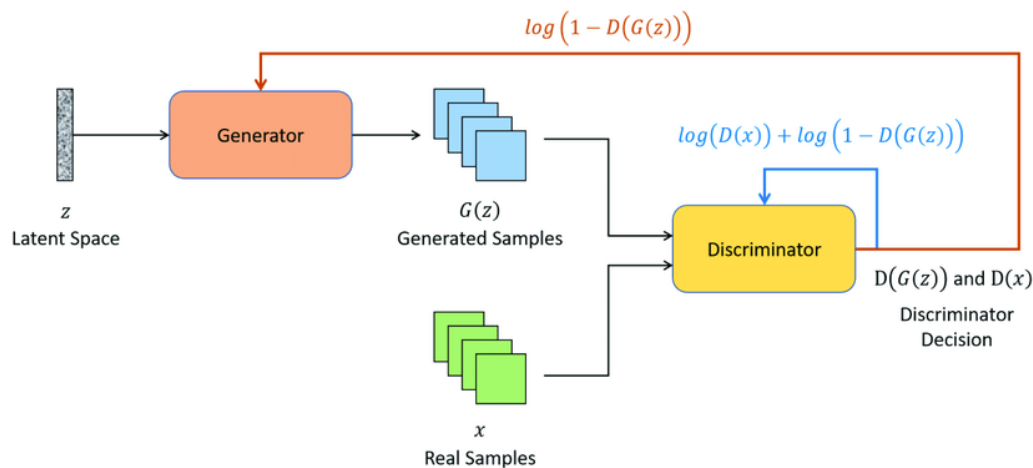 log(1 − D(G(z)))
Generator
log(D(x)) + log(1 − D(G(z)))
z
Latent Space
G(z)
Generated Samples
Discriminator
D(G(z)) and D(x)
Discriminator
Decision
x
Real Samples